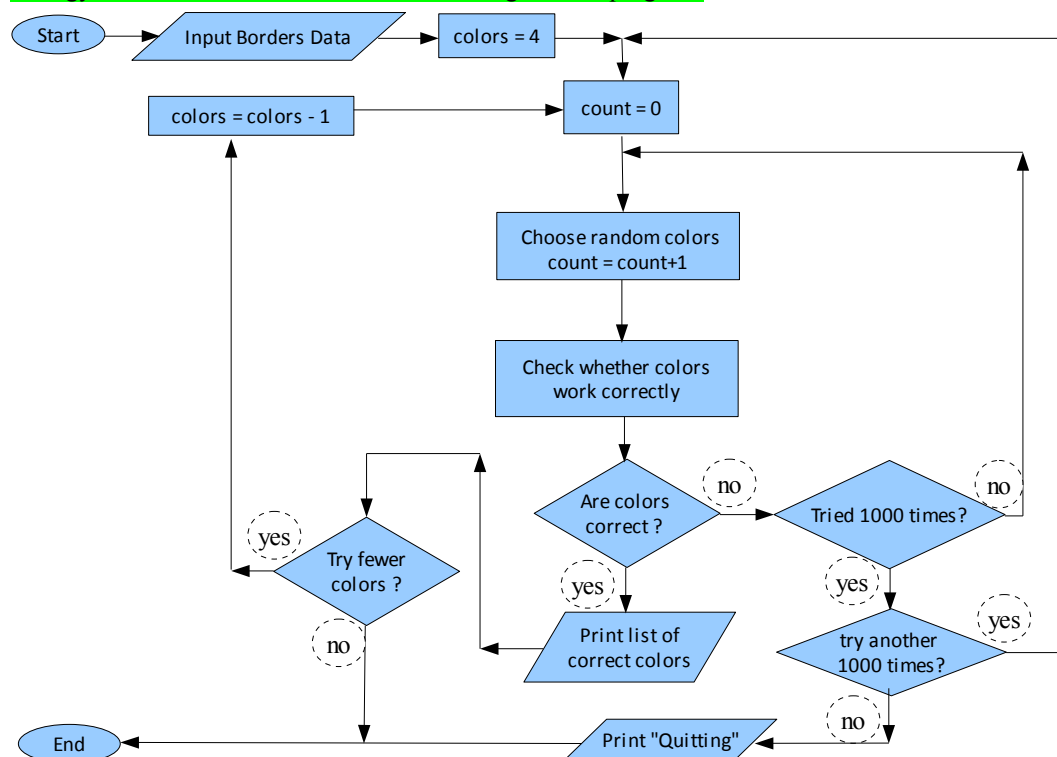 Start
Input Borders Data
colors = 4
colors = colors - 1
count = 0
Choose random colors
count = count+1
Check whether colors
work correctly
Are colors
correct ?
no
Tried 1000 times?
no
yes
Try fewer
colors ?
yes
yes
yes
no
Print list of
correct colors
try another
1000 times?
no
End
Print "Quitting"